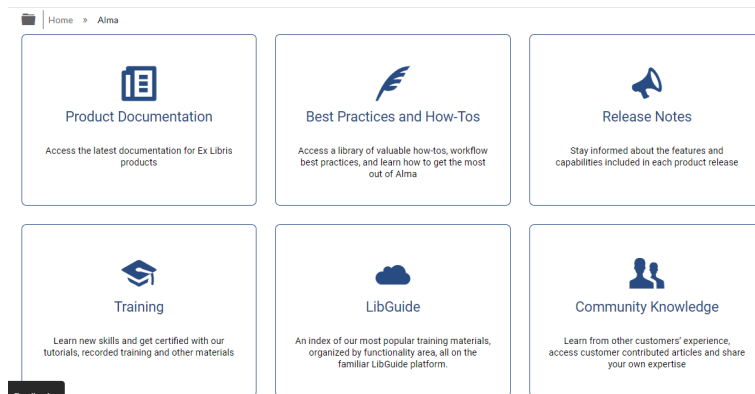 Home » Alma
Product Documentation
Access the latest documentation for Ex Libris
products
Best Practices and How-Tos
Access a library of valuable how-tos, workflow
best practices, and learn how to get the most
out of Alma
Release Notes
Stay informed about the features and
capabilities included in each product release
Training
Learn new skills and get certified with our
tutorials, recorded training and other materials
LibGuide
An index of our most popular training materials,
organized by functionality area, all on the
familiar LibGuide platform.
Community Knowledge
Learn from other customers' experience,
access customer contributed articles and share
your own expertise